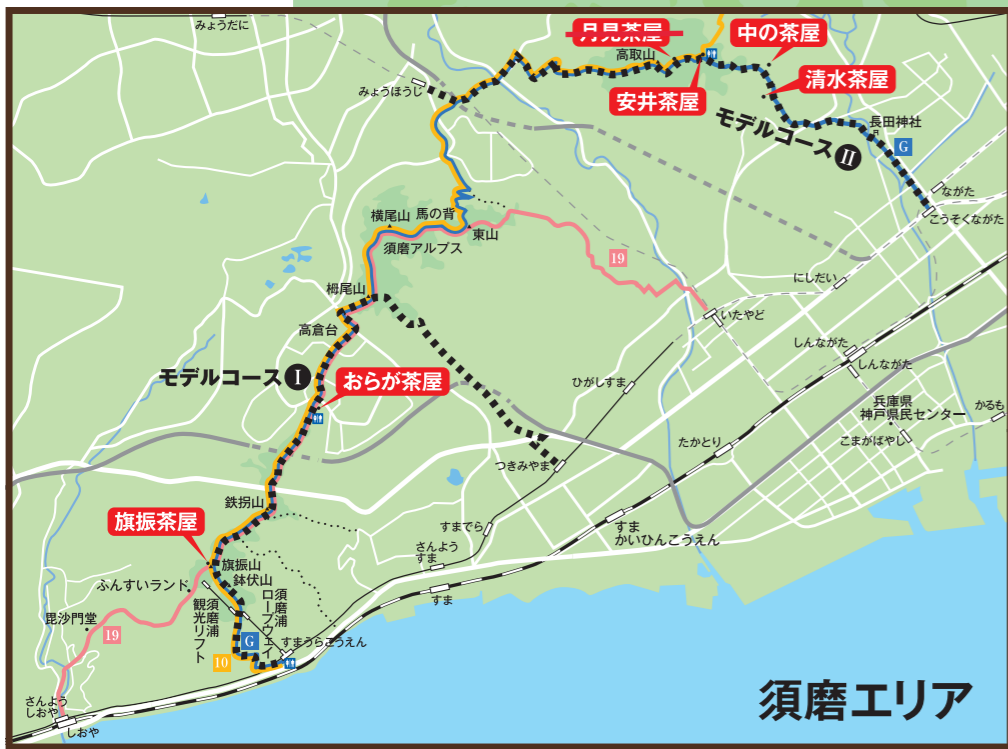 みょうだに
月見茶屋
高取山
中の茶屋
清水茶屋
安井茶屋
みょうほうじ
モデルコース II
長田神社
G
ながた
こうそくながた
横尾山
馬の背
須磨アルプス
東山
19
にしだい
いたやど
栂尾山
高倉台
しんながた
しんながた
モデルコース I
おらが茶屋
ひがしすま
兵庫県
神戸県民センター
かるも
こまがばやし
たかとり
つきみやま
鉄拐山
旗振茶屋
すまでら
すま
かいひんこうえん
さんよう
すま
旗振山
鉢伏山
ふんすいランド
すま
須磨浦
ロープウェイ
須磨浦
観光リフト
毘沙門堂
19
G
10
すまうらこうえん
さんよう
しおや
しおや
須磨エリア